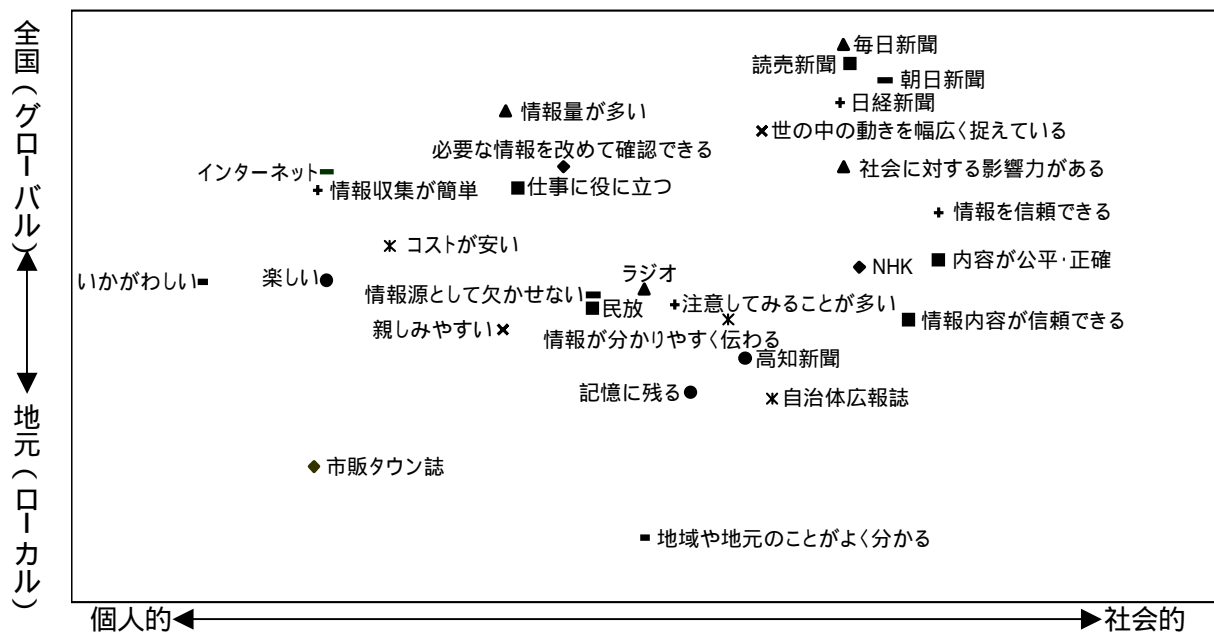 全国(グローバル)
地元(ローカル)
毎日新聞
読売新聞
朝日新聞
日経新聞
情報量が多い
世の中の動きを幅広く捉えている
必要な情報を改めて確認できる
社会に対する影響力がある
インターネット
情報収集が簡単
仕事に役に立つ
情報を信頼できる
コストが安い
内容が公平・正確
NHK
ラジオ
いかがわしい
楽しい
情報源として欠かせない
注意してみることが多い
民放
情報内容が信頼できる
親しみやすい
情報が分かりやすく伝わる
高知新聞
記憶に残る
自治体広報誌
市販タウン誌
地域や地元のことがよく分かる
個人的
社会的